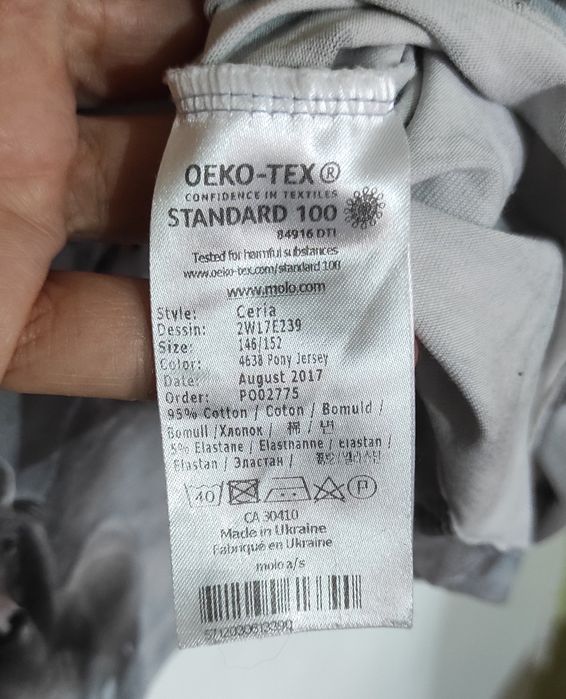 OEKO-TEX®
CONFIDENCE IN TEXTILES
STANDARD 100
84916 DTI
Tested for harmful substances
www.oeko-tex.com/standard 100
www.molo.com
Style: Ceria
Dessin: 2W17E239
Size: 146/152
Color: 4638 Pony Jersey
Date: August 2017
Order: PO02775
95% Cotton / Coton / Bomuld /
Bomull /Хлопок / 棉 / 면
5% Elastane / Elasthanne / Elastan /
Elastan / Эластан /
40
P
CA 30410
Made in Ukraine
Fabriqué en Ukraine
molo a/s